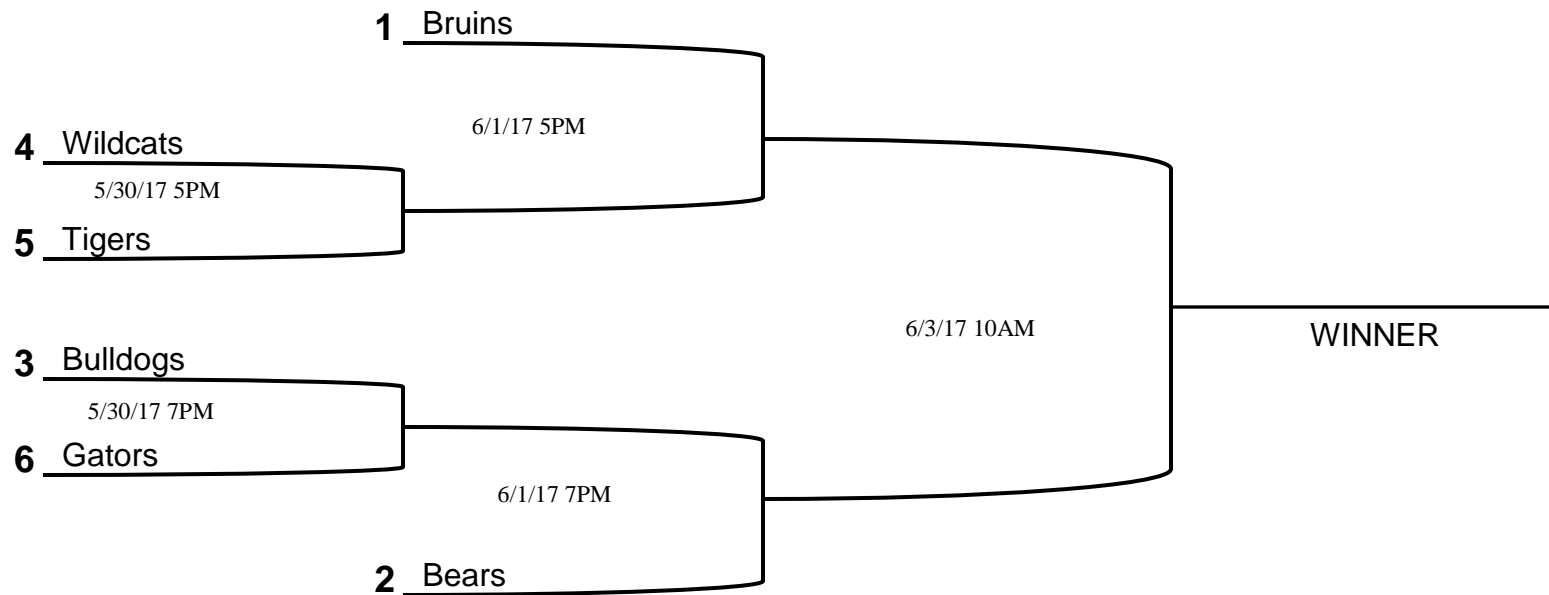 1 Bruins
6/1/17 5PM
4 Wildcats
5/30/17 5PM
5 Tigers
6/3/17 10AM
WINNER
3 Bulldogs
5/30/17 7PM
6 Gators
6/1/17 7PM
2 Bears